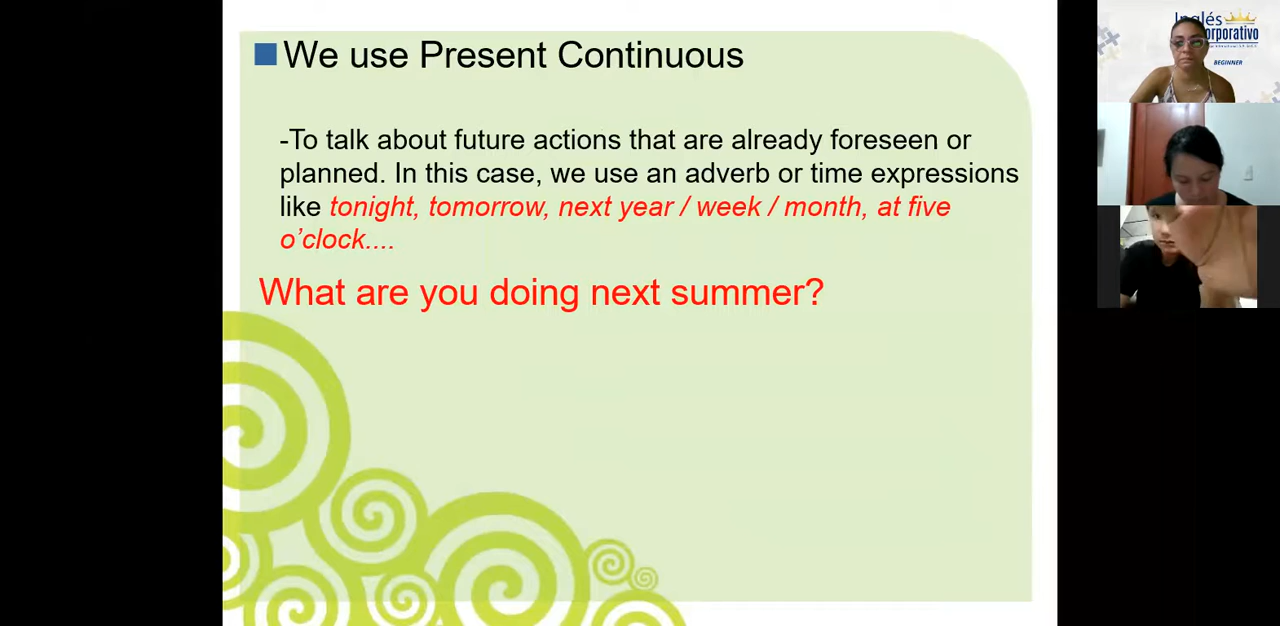 We use Present Continuous
-To talk about future actions that are already foreseen or
planned. In this case, we use an adverb or time expressions
like tonight, tomorrow, next year / week / month, at five
o’clock....
What are you doing next summer?
Inglés
BEGINNER